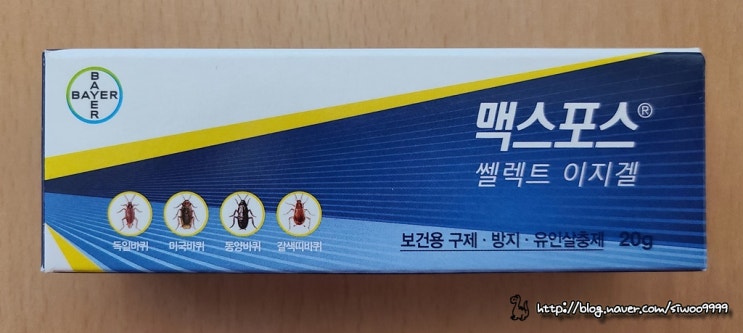 BAYER
BAYER
맥스포스®
쎌렉트 이지겔
독일바퀴 미국바퀴 동양바퀴 갈색띠바퀴
보건용 구제 · 방지 · 유인살충제 20g
http://blog.naver.com/siwoo9999